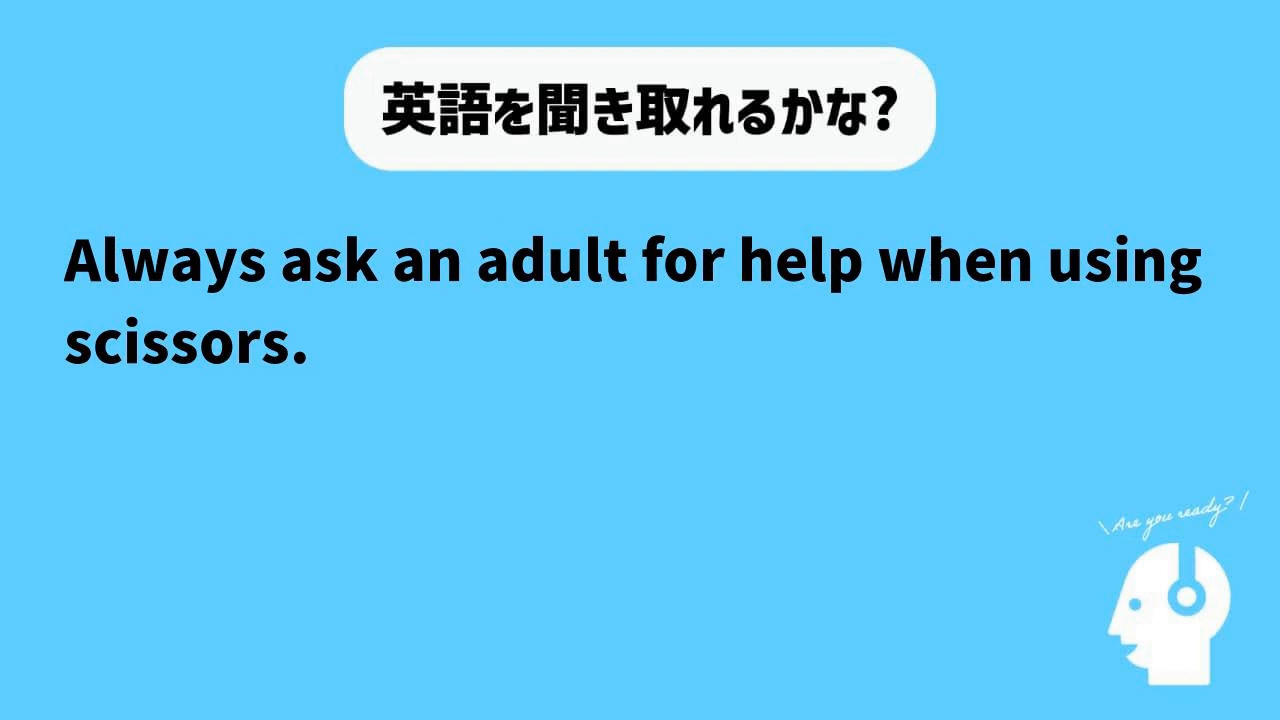 英語を聞き取れるかな?
Always ask an adult for help when using
scissors.
\ Are you ready? /